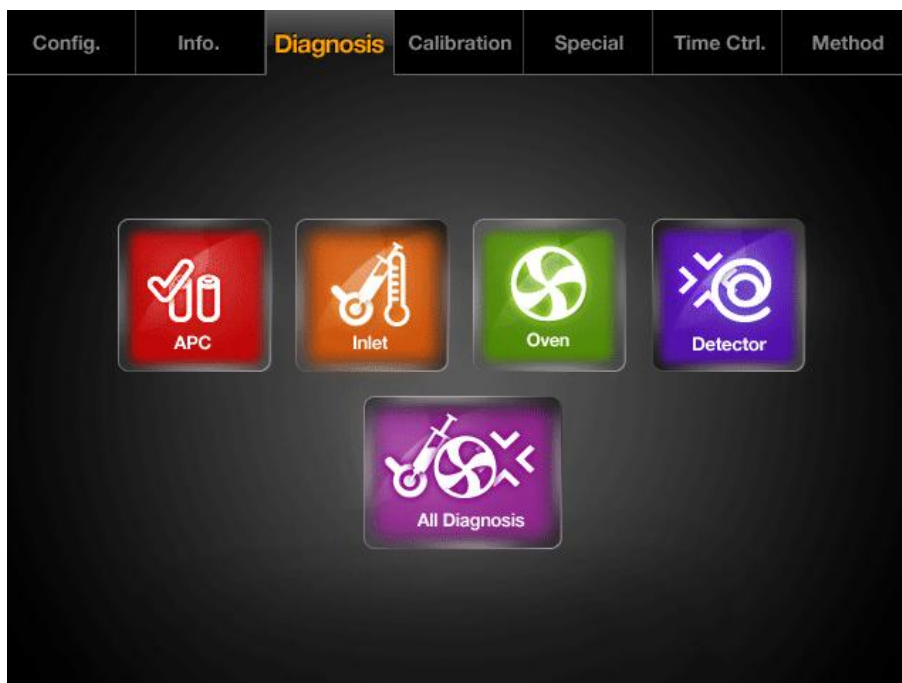 Config. Info. Diagnosis Calibration Special Time Ctrl. Method
APC Inlet Oven Detector
All Diagnosis